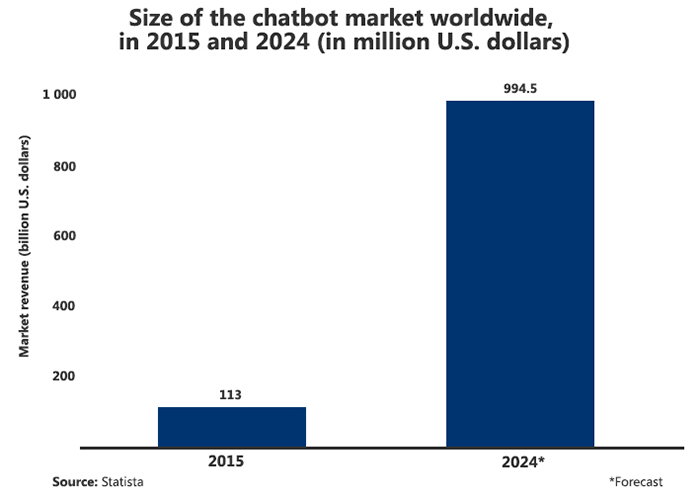 Size of the chatbot market worldwide,
in 2015 and 2024 (in million U.S. dollars)
Market revenue (billion U.S. dollars)
1 000
800
600
400
200
994.5
113
2015
2024*
Source: Statista
*Forecast